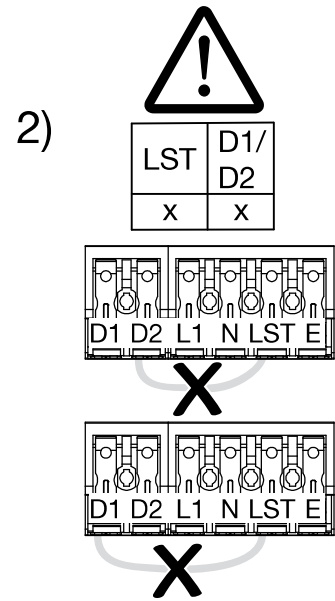 2)
LST D1/
D2
x x
D1 D2 L1 N LST E
D1 D2 L1 N LST E